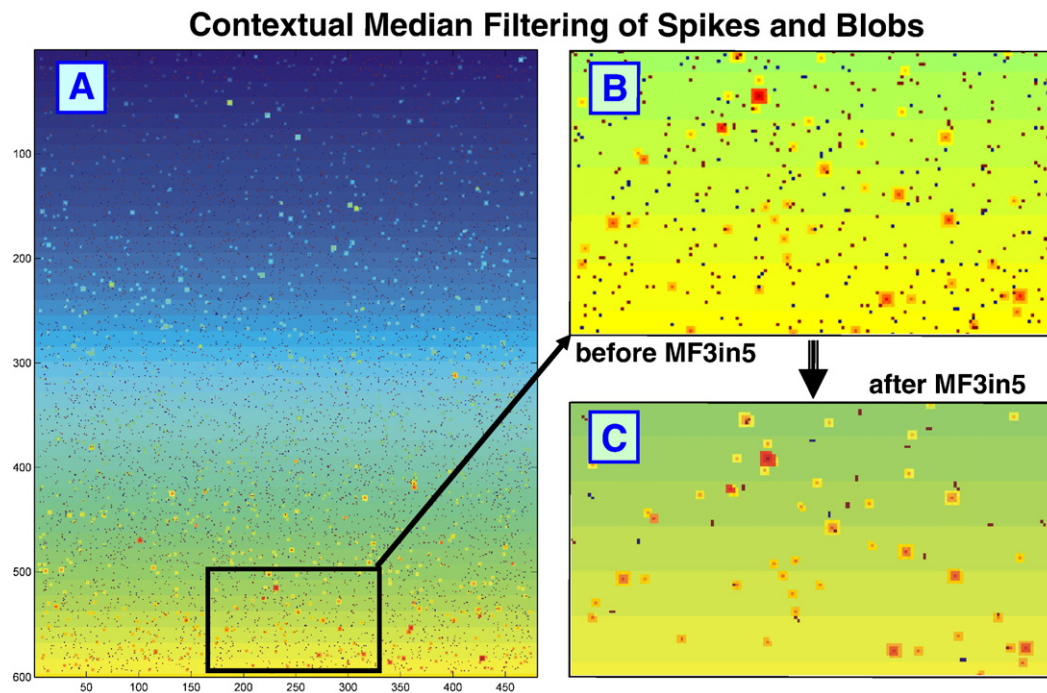 Contextual Median Filtering of Spikes and Blobs
A
100
200
300
400
500
600
50 100 150 200 250 300 350 400 450
B
before MF3in5
after MF3in5
C